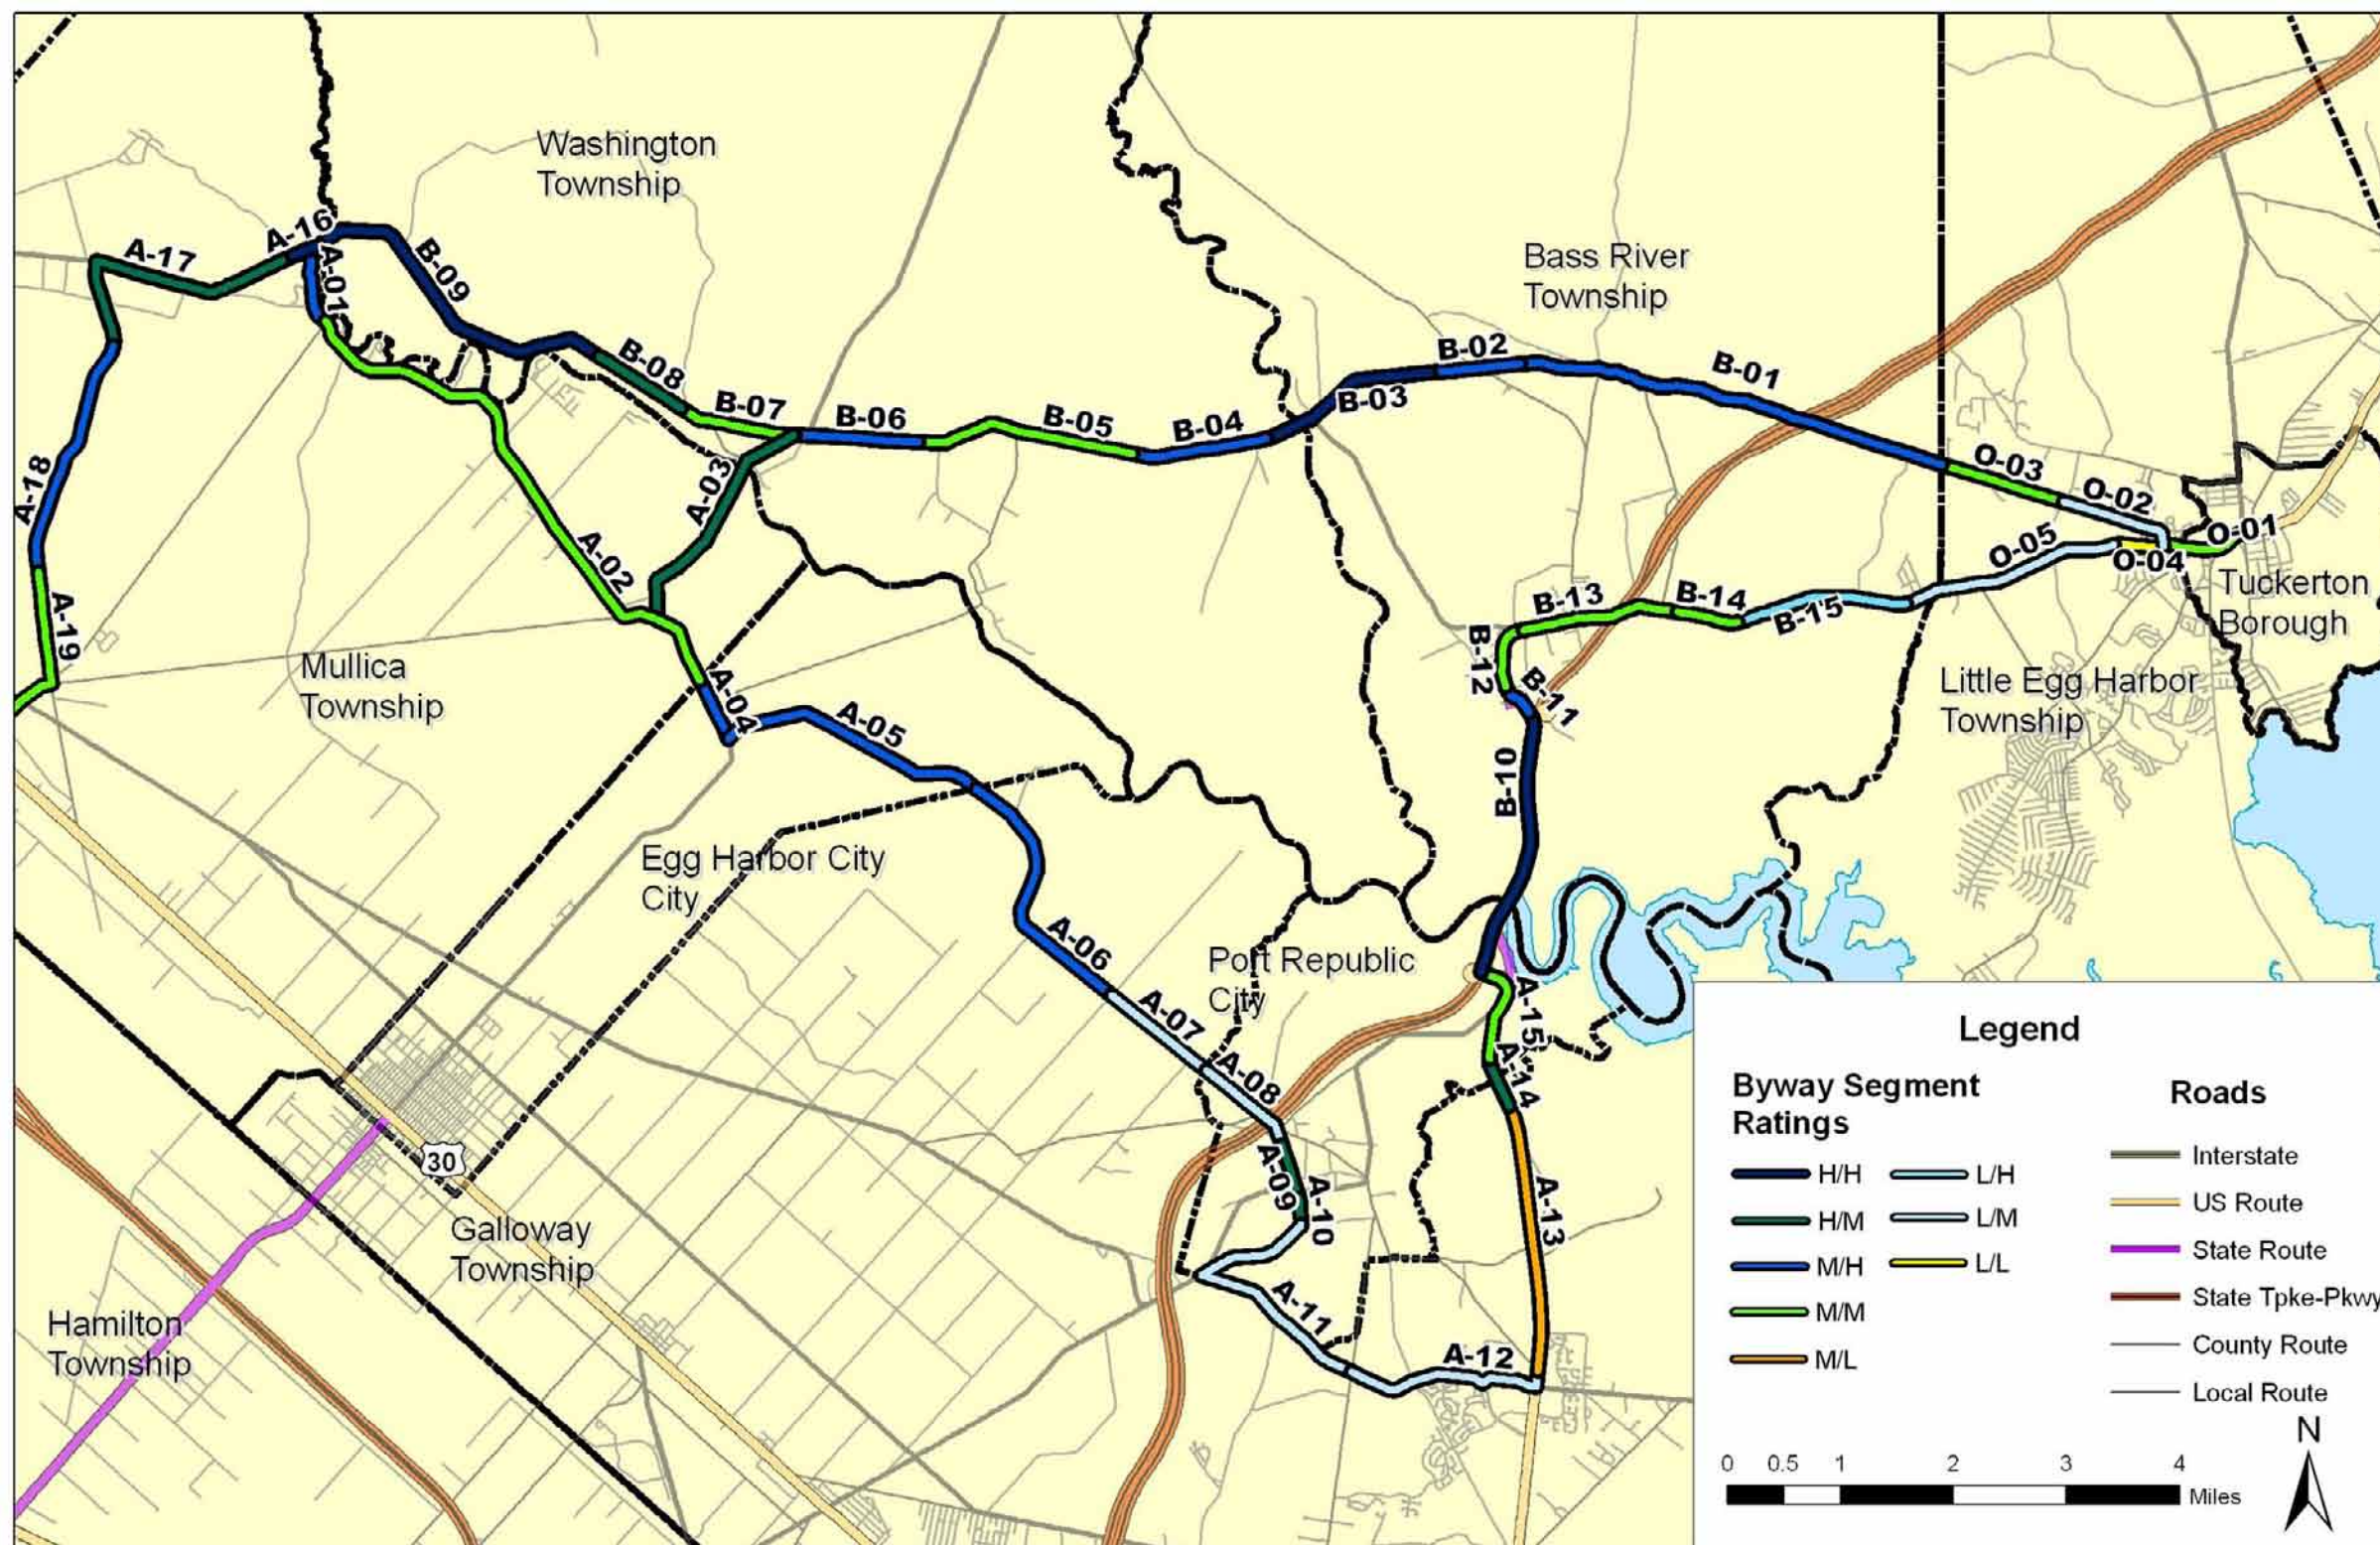 Washington
Township
Bass River
Township
A-16
A-17
A-01
B-09
B-08
B-07
B-06
B-05
B-04
B-03
B-02
B-01
O-03
O-02
O-01
O-04
O-05
A-18
A-19
A-03
A-02
B-13
B-14
B-15
B-12
B-11
B-10
Tuckerton
Borough
Mullica
Township
Little Egg Harbor
Township
A-04
A-05
Egg Harbor City
City
A-06
Port Republic
City
A-07
A-08
A-15
A-14
A-09
A-10
A-13
A-11
A-12
30
Galloway
Township
Hamilton
Township
Legend
Byway Segment
Ratings
H/H
H/M
M/H
M/M
M/L
L/H
L/M
L/L
Roads
Interstate
US Route
State Route
State Tpke-Pkwy
County Route
Local Route
N
0 0.5 1 2 3 4
Miles